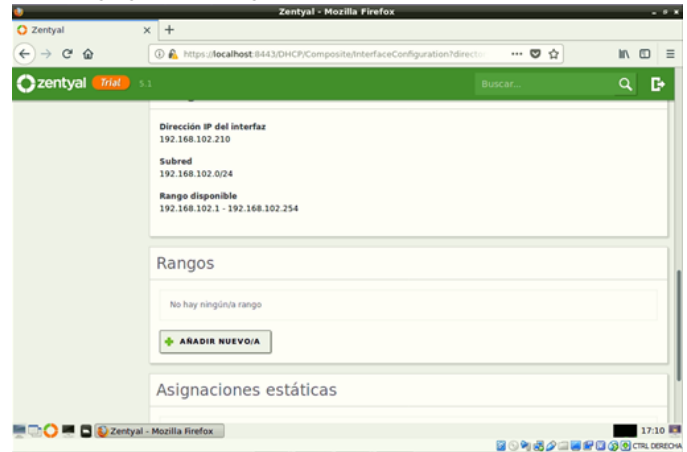 Zentyal - Mozilla Firefox
Zentyal
https://localhost:8443/DHCP/Composite/InterfaceConfiguration?direct
zentyal Trial 5.1
Buscar...
Dirección IP del interfaz
192.168.102.210
Subred
192.168.102.0/24
Rango disponible
192.168.102.1 - 192.168.102.254
Rangos
No hay ningún/a rango
AÑADIR NUEVO/A
Asignaciones estáticas
Zentyal - Mozilla Firefox
17:10
CTRL DERECHA